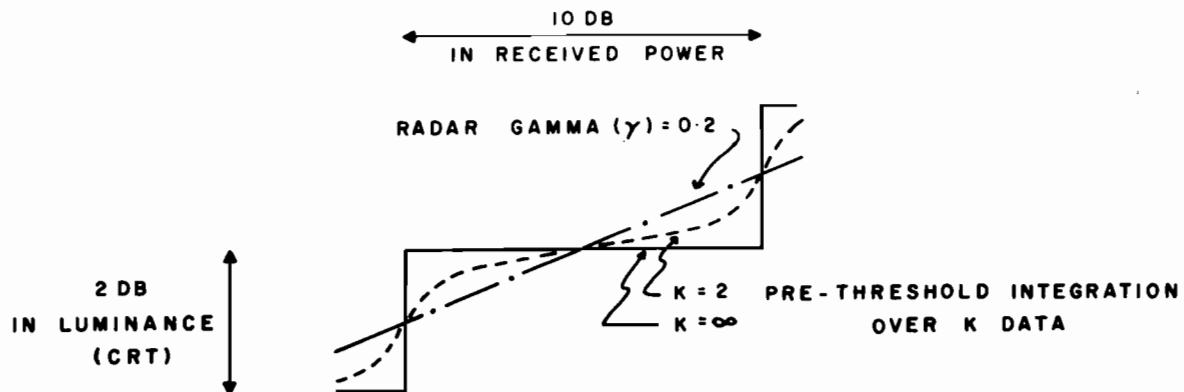 10 DB
IN RECEIVED POWER
RADAR GAMMA (γ) = 0.2
2 DB
IN LUMINANCE
(CRT)
K = 2 PRE-THRESHOLD INTEGRATION
K = ∞ OVER K DATA